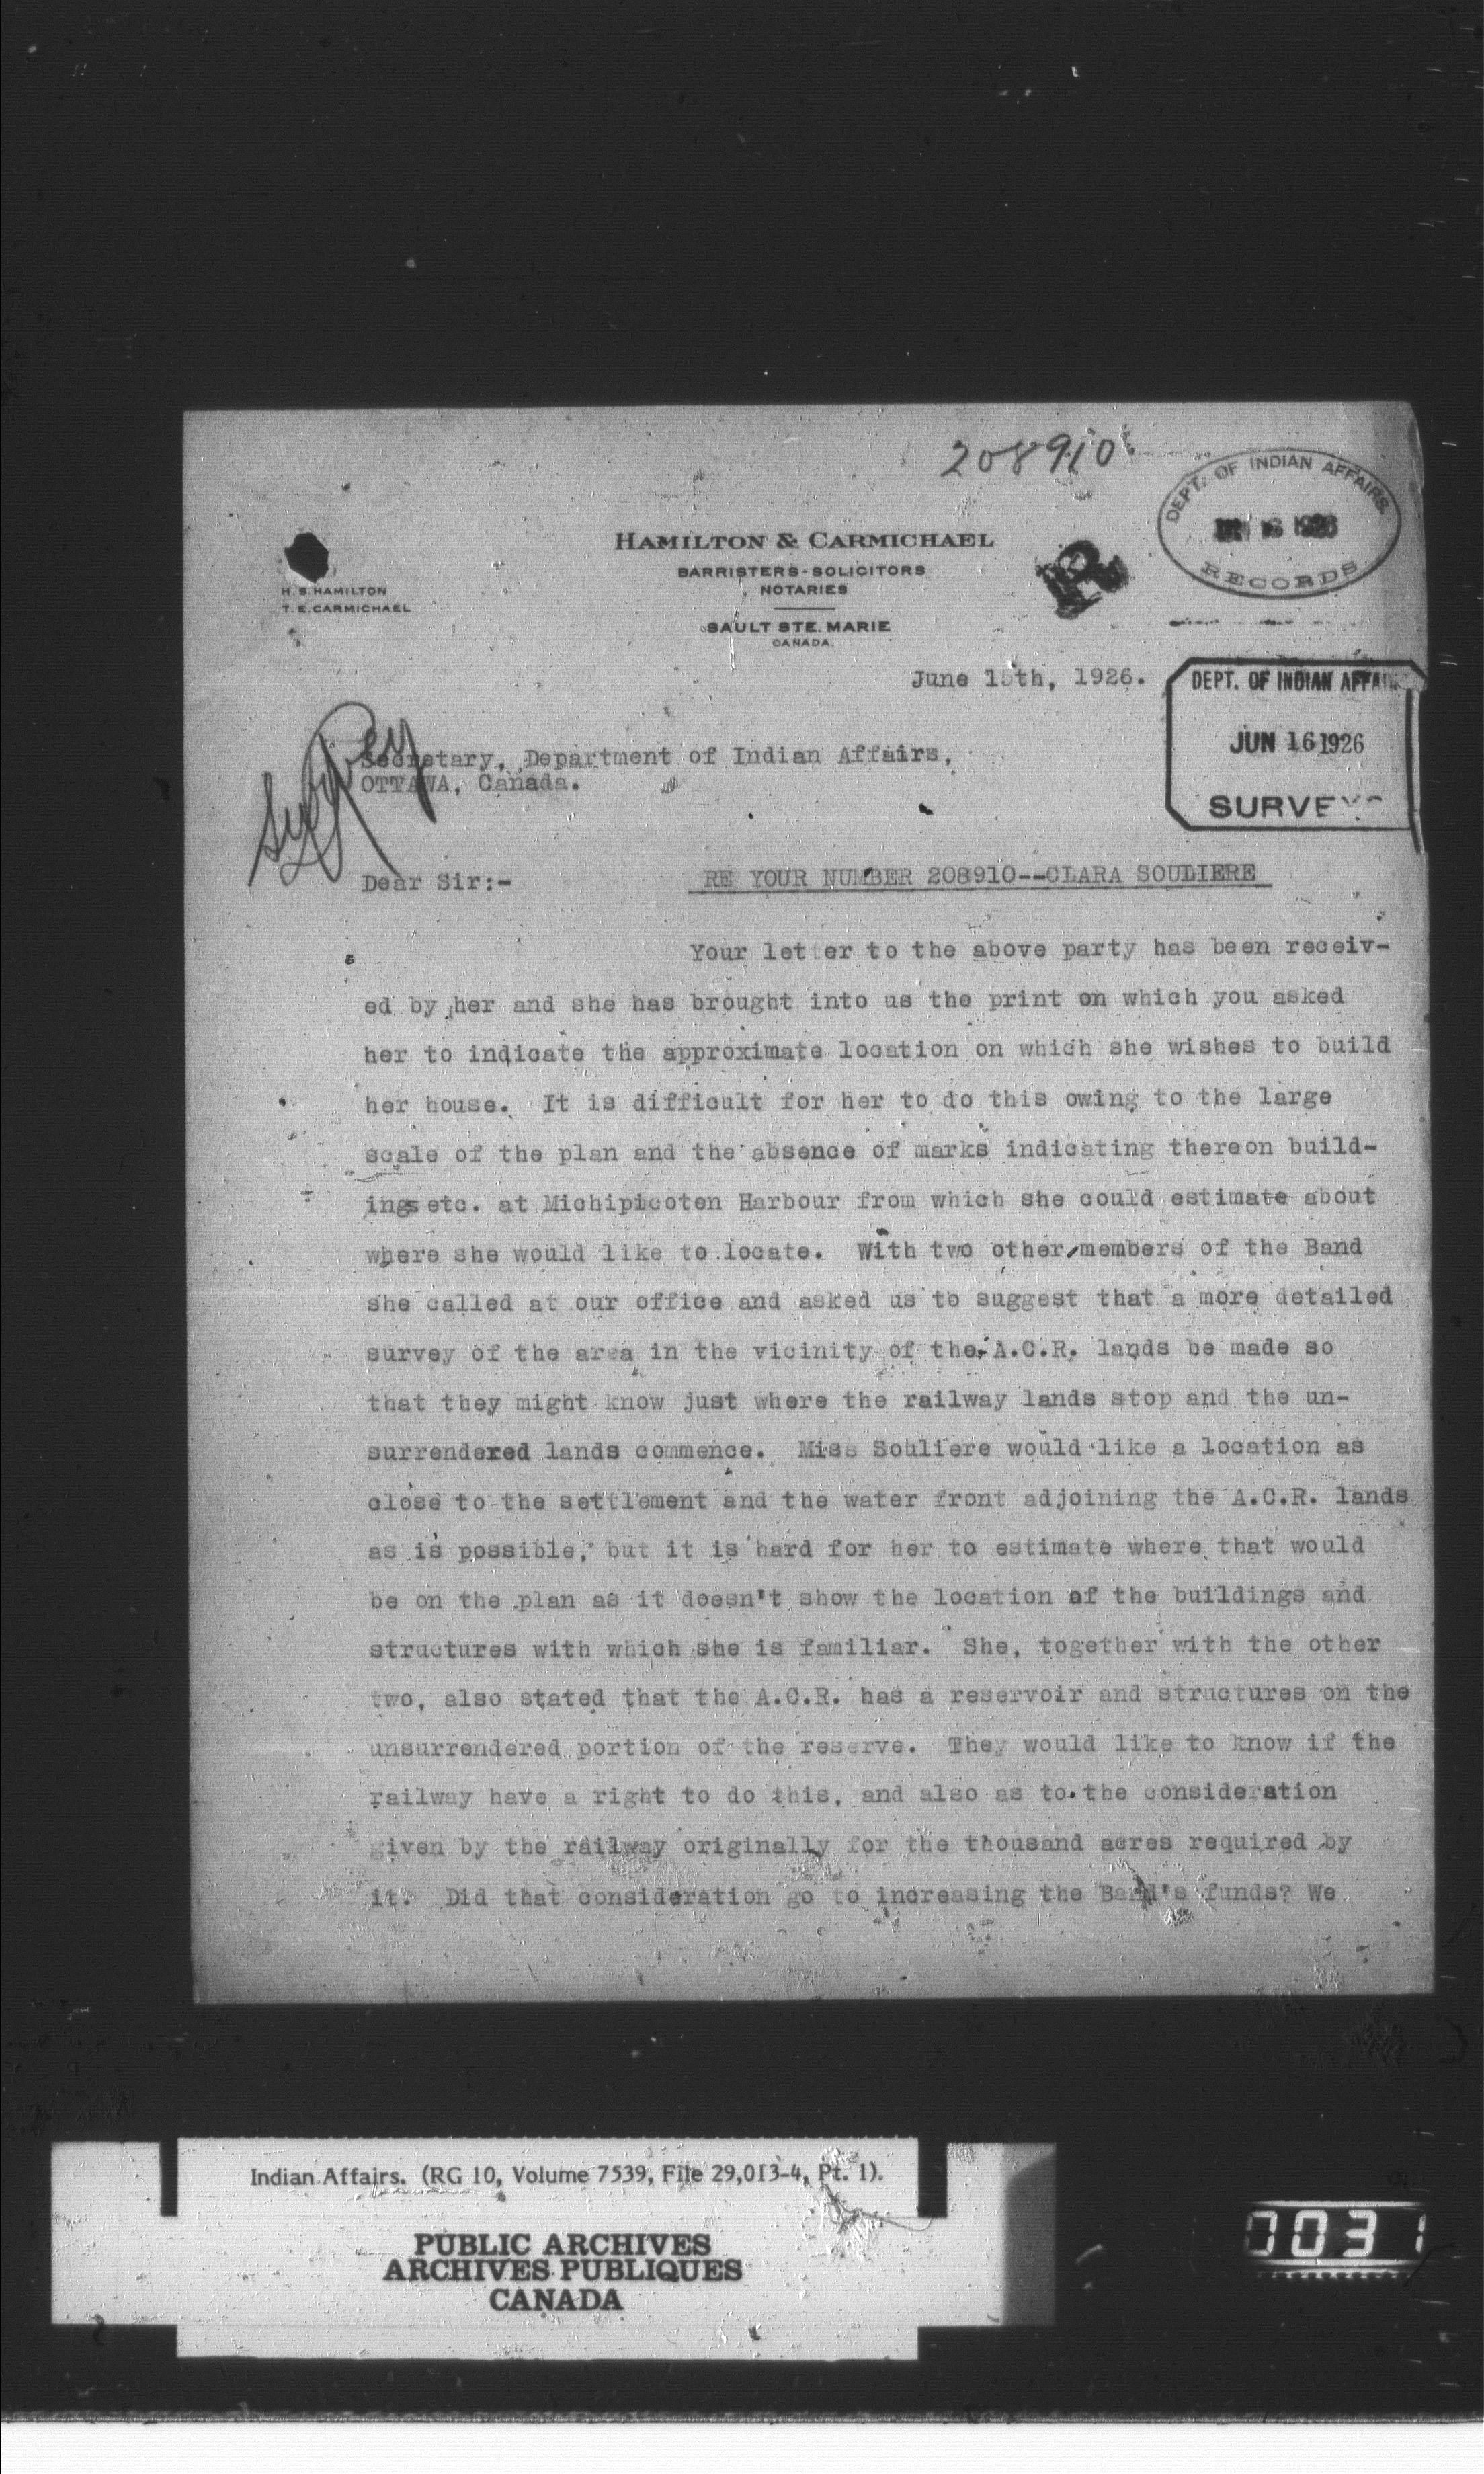 208910
DEPT. OF INDIAN AFFAIRS.
1926
RECORDS
HAMILTON & CARMICHAEL
BARRISTERS-SOLICITORS
NOTARIES
H. S. HAMILTON
T. E. CARMICHAEL
SAULT STE. MARIE
CANADA
R
June 15th, 1926.
DEPT. OF INDIAN AFFAIRS
JUN 16 1926
SURVEYS
Secretary, Department of Indian Affairs,
OTTAWA, Canada.
Dear Sir:-
RE YOUR NUMBER 208910--CLARA SOULIERE
Your letter to the above party has been receiv-
ed by her and she has brought into us the print on which you asked
her to indicate the approximate location on which she wishes to build
her house. It is difficult for her to do this owing to the large
scale of the plan and the absence of marks indicating thereon build-
ings etc. at Michipicoten Harbour from which she could estimate about
where she would like to locate. With two other members of the Band
she called at our office and asked us to suggest that a more detailed
survey of the area in the vicinity of the A.C.R. lands be made so
that they might know just where the railway lands stop and the un-
surrendered lands commence. Miss Souliere would like a location as
close to the settlement and the water front adjoining the A.C.R. lands
as is possible, but it is hard for her to estimate where that would
be on the plan as it doesn't show the location of the buildings and
structures with which she is familiar. She, together with the other
two, also stated that the A.C.R. has a reservoir and structures on the
unsurrendered portion of the reserve. They would like to know if the
railway have a right to do this, and also as to the consideration
given by the railway originally for the thousand acres required by
it. Did that consideration go to increasing the Band's funds? We
Indian Affairs. (RG 10, Volume 7539, File 29,013-4, Pt. 1).
PUBLIC ARCHIVES
ARCHIVES PUBLIQUES
CANADA
0031